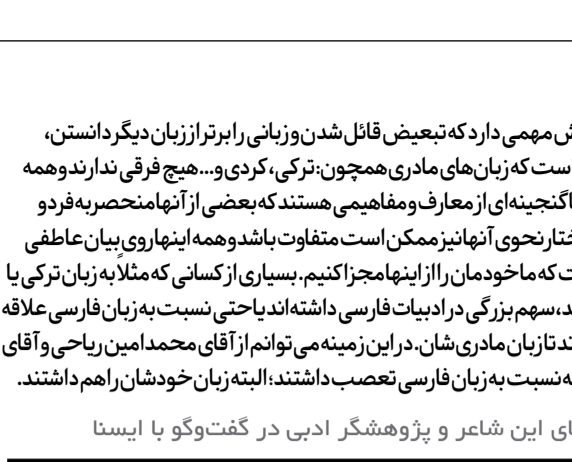 مهمی دارد که تبعیض قائل شدن و زبانی را برتر از زبان دیگر دانستن،
است که زبان‌های مادری همچون: ترکی، کردی و... هیچ فرقی ندارند و همه
گنجینه‌ای از معارف و مفاهیمی هستند که بعضی از آنها منحصر به فرد و
نحوی آنها نیز ممکن است متفاوت باشد و همه اینها روی بیان عاطفی
که ما خودمان را از اینها مجزا کنیم. بسیاری از کسانی که مثلاً به زبان ترکی یا
سهم بزرگی در ادبیات فارسی داشته‌اند یا حتی نسبت به زبان فارسی علاقه
تا زبان مادری‌شان. در این زمینه می‌توانم از آقای محمدامین ریاحی و آقای
نسبت به زبان فارسی تعصب داشتند؛ البته زبان خودشان را هم داشتند.
این شاعر و پژوهشگر ادبی در گفت‌وگو با ایسنا